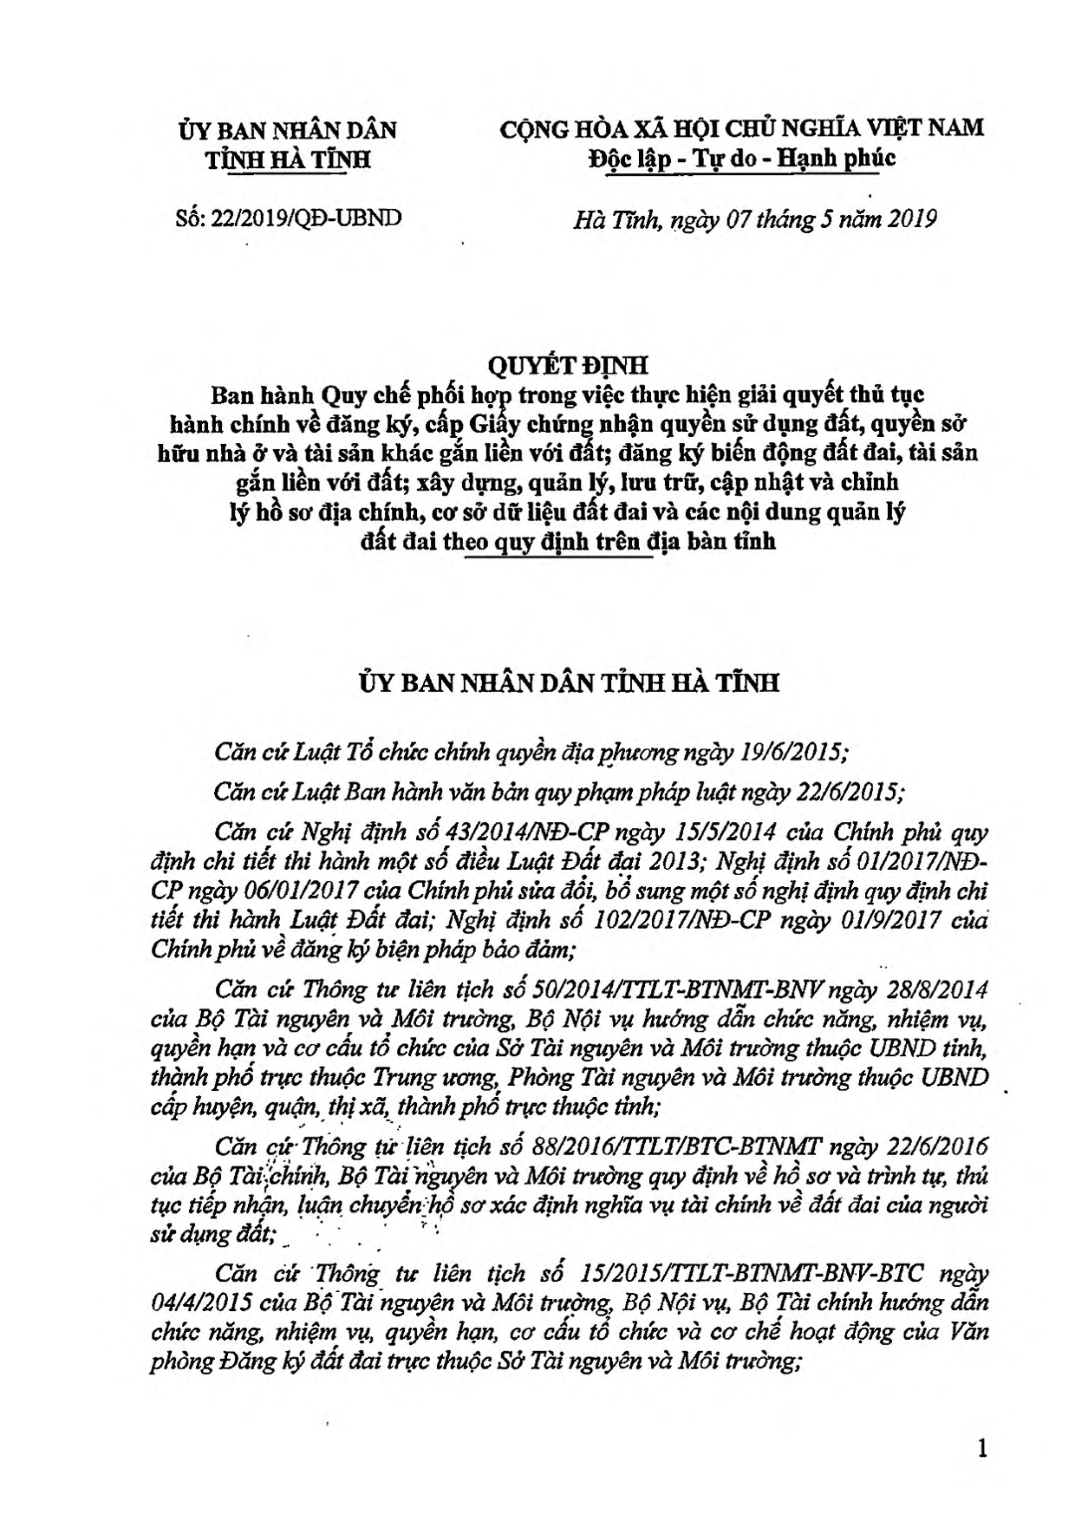 ỦY BAN NHÂN DÂN
TỈNH HÀ TĨNH
CỘNG HÒA XÃ HỘI CHỦ NGHĨA VIỆT NAM
Độc lập - Tự do - Hạnh phúc
Số: 22/2019/QĐ-UBND
Hà Tĩnh, ngày 07 tháng 5 năm 2019
QUYẾT ĐỊNH
Ban hành Quy chế phối hợp trong việc thực hiện giải quyết thủ tục
hành chính về đăng ký, cấp Giấy chứng nhận quyền sử dụng đất, quyền sở
hữu nhà ở và tài sản khác gắn liền với đất; đăng ký biến động đất đai, tài sản
gắn liền với đất; xây dựng, quản lý, lưu trữ, cập nhật và chỉnh
lý hồ sơ địa chính, cơ sở dữ liệu đất đai và các nội dung quản lý
đất đai theo quy định trên địa bàn tỉnh
ỦY BAN NHÂN DÂN TỈNH HÀ TĨNH
Căn cứ Luật Tổ chức chính quyền địa phương ngày 19/6/2015;
Căn cứ Luật Ban hành văn bản quy phạm pháp luật ngày 22/6/2015;
Căn cứ Nghị định số 43/2014/NĐ-CP ngày 15/5/2014 của Chính phủ quy
định chi tiết thi hành một số điều Luật Đất đai 2013; Nghị định số 01/2017/NĐ-
CP ngày 06/01/2017 của Chính phủ sửa đổi, bổ sung một số nghị định quy định chi
tiết thi hành Luật Đất đai; Nghị định số 102/2017/NĐ-CP ngày 01/9/2017 của
Chính phủ về đăng ký biện pháp bảo đảm;
Căn cứ Thông tư liên tịch số 50/2014/TTLT-BTNMT-BNV ngày 28/8/2014
của Bộ Tài nguyên và Môi trường, Bộ Nội vụ hướng dẫn chức năng, nhiệm vụ,
quyền hạn và cơ cấu tổ chức của Sở Tài nguyên và Môi trường thuộc UBND tỉnh,
thành phố trực thuộc Trung ương, Phòng Tài nguyên và Môi trường thuộc UBND
cấp huyện, quận, thị xã, thành phố trực thuộc tỉnh;
Căn cứ Thông tư liên tịch số 88/2016/TTLT/BTC-BTNMT ngày 22/6/2016
của Bộ Tài chính, Bộ Tài nguyên và Môi trường quy định về hồ sơ và trình tự, thủ
tục tiếp nhận, luận chuyển hồ sơ xác định nghĩa vụ tài chính về đất đai của người
sử dụng đất;
Căn cứ Thông tư liên tịch số 15/2015/TTLT-BTNMT-BNV-BTC ngày
04/4/2015 của Bộ Tài nguyên và Môi trường, Bộ Nội vụ, Bộ Tài chính hướng dẫn
chức năng, nhiệm vụ, quyền hạn, cơ cấu tổ chức và cơ chế hoạt động của Văn
phòng Đăng ký đất đai trực thuộc Sở Tài nguyên và Môi trường;
1